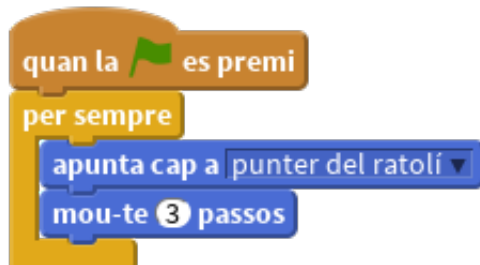 quan la es premi
per sempre
apunta cap a punter del ratolí
mou-te 3 passos